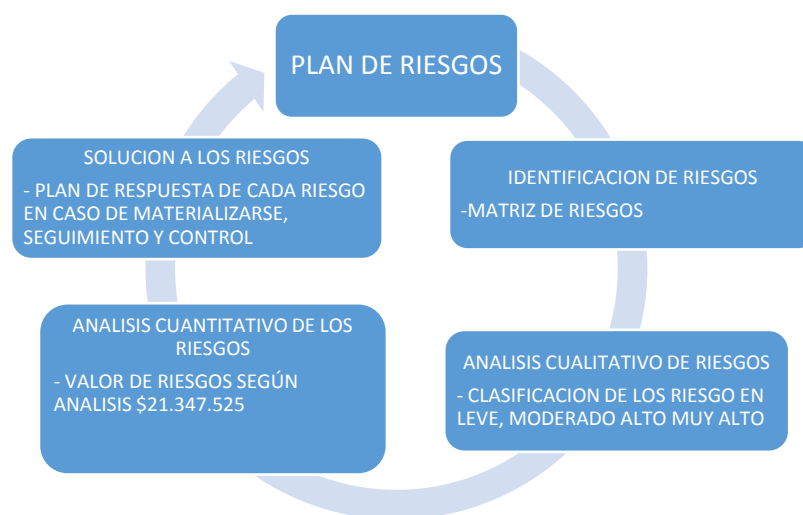 PLAN DE RIESGOS
IDENTIFICACION DE RIESGOS
-MATRIZ DE RIESGOS
ANALISIS CUALITATIVO DE RIESGOS
- CLASIFICACION DE LOS RIESGO EN
LEVE, MODERADO ALTO MUY ALTO
ANALISIS CUANTITATIVO DE LOS
RIESGOS
- VALOR DE RIESGOS SEGÚN
ANALISIS $21.347.525
SOLUCION A LOS RIESGOS
- PLAN DE RESPUESTA DE CADA RIESGO
EN CASO DE MATERIALIZARSE,
SEGUIMIENTO Y CONTROL